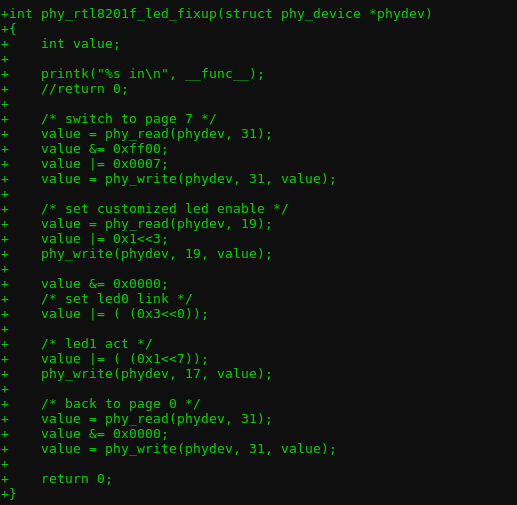 +int phy_rtl8201f_led_fixup(struct phy_device *phydev)
+{
+    int value;
+
+    printk("%s in\n", __func__);
+    //return 0;
+
+    /* switch to page 7 */
+    value = phy_read(phydev, 31);
+    value &= 0xff00;
+    value |= 0x0007;
+    value = phy_write(phydev, 31, value);
+
+    /* set customized led enable */
+    value = phy_read(phydev, 19);
+    value |= 0x1<<3;
+    phy_write(phydev, 19, value);
+
+    value &= 0x0000;
+    /* set led0 link */
+    value |= ( (0x3<<0));
+
+    /* led1 act */
+    value |= ( (0x1<<7));
+    phy_write(phydev, 17, value);
+
+    /* back to page 0 */
+    value = phy_read(phydev, 31);
+    value &= 0x0000;
+    value = phy_write(phydev, 31, value);
+
+    return 0;
+}